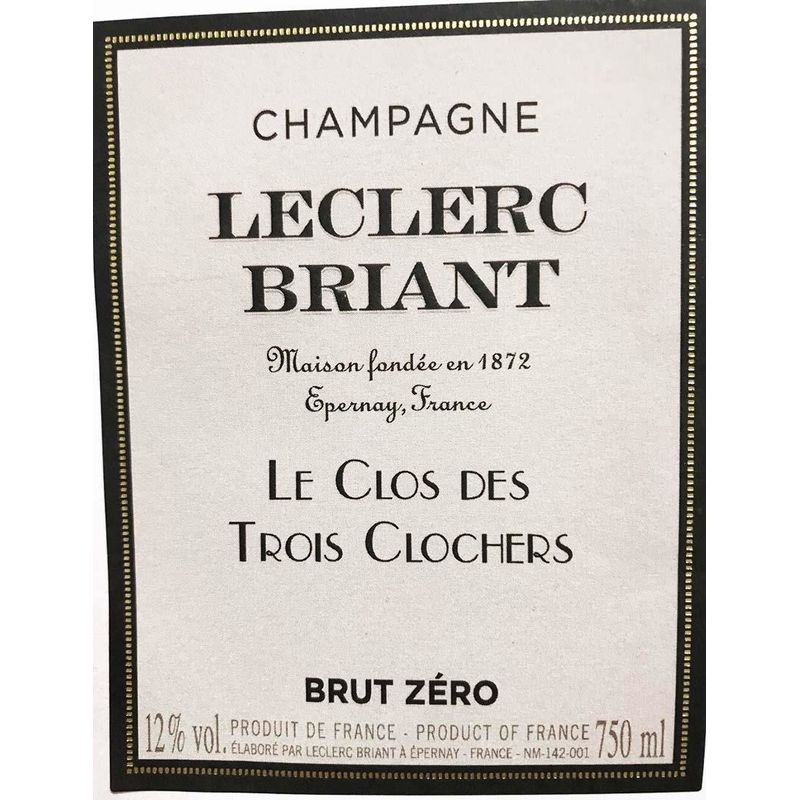 CHAMPAGNE
LECLERC
BRIANT
Maison fondée en 1872
Epernay, France
LE CLOS DES
TROIS CLOCHERS
BRUT ZÉRO
12% vol. PRODUIT DE FRANCE - PRODUCT OF FRANCE 750 ml
ÉLABORÉ PAR LECLERC BRIANT À ÉPERNAY - FRANCE - NM-142-001